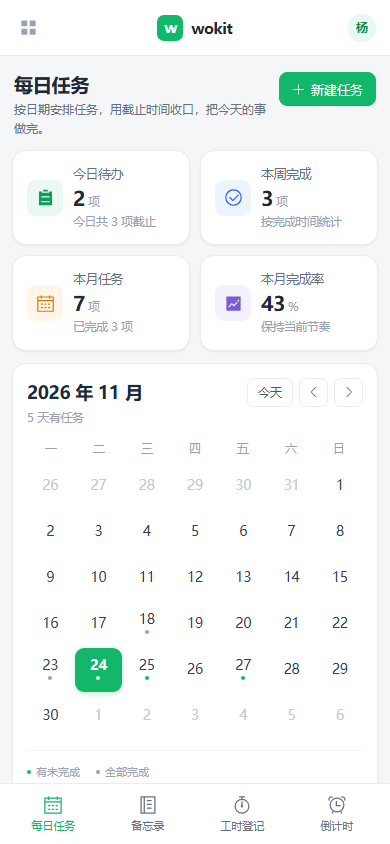 w wokit
杨
每日任务
按日期安排任务，用截止时间收口，把今天的事
做完。
＋ 新建任务
今日待办
2 项
今日共 3 项截止
本周完成
3 项
按完成时间统计
本月任务
7 项
已完成 3 项
本月完成率
43 %
保持当前节奏
2026 年 11 月
5 天有任务
今天
一 二 三 四 五 六 日
26 27 28 29 30 31 1
2 3 4 5 6 7 8
9 10 11 12 13 14 15
16 17 18 19 20 21 22
23 24 25 26 27 28 29
30 1 2 3 4 5 6
有未完成 全部完成
每日任务 备忘录 工时登记 倒计时